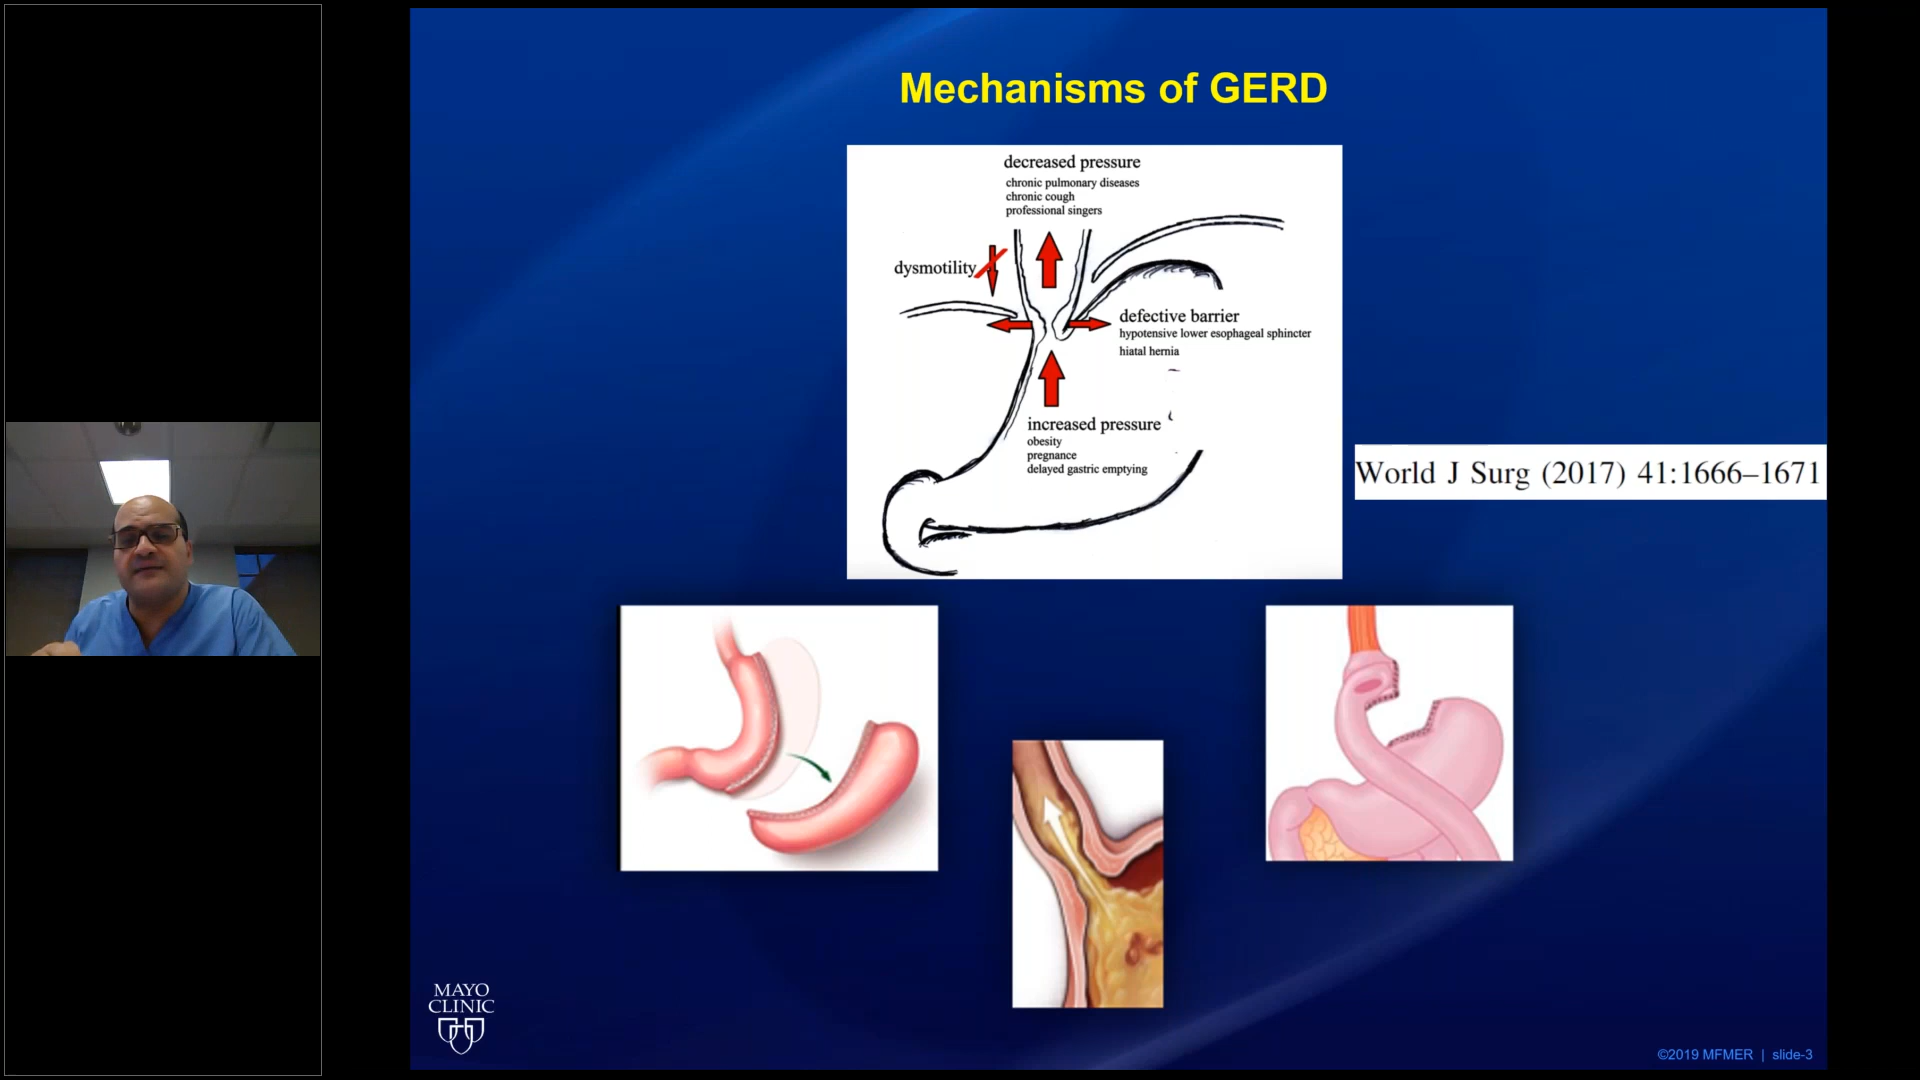 Mechanisms of GERD
decreased pressure
chronic pulmonary diseases
chronic cough
professional singers
dysmotility
defective barrier
hypotensive lower esophageal sphincter
hiatal hernia
increased pressure
obesity
pregnance
delayed gastric emptying
World J Surg (2017) 41:1666–1671
MAYO
CLINIC
©2019 MFMER | slide-3